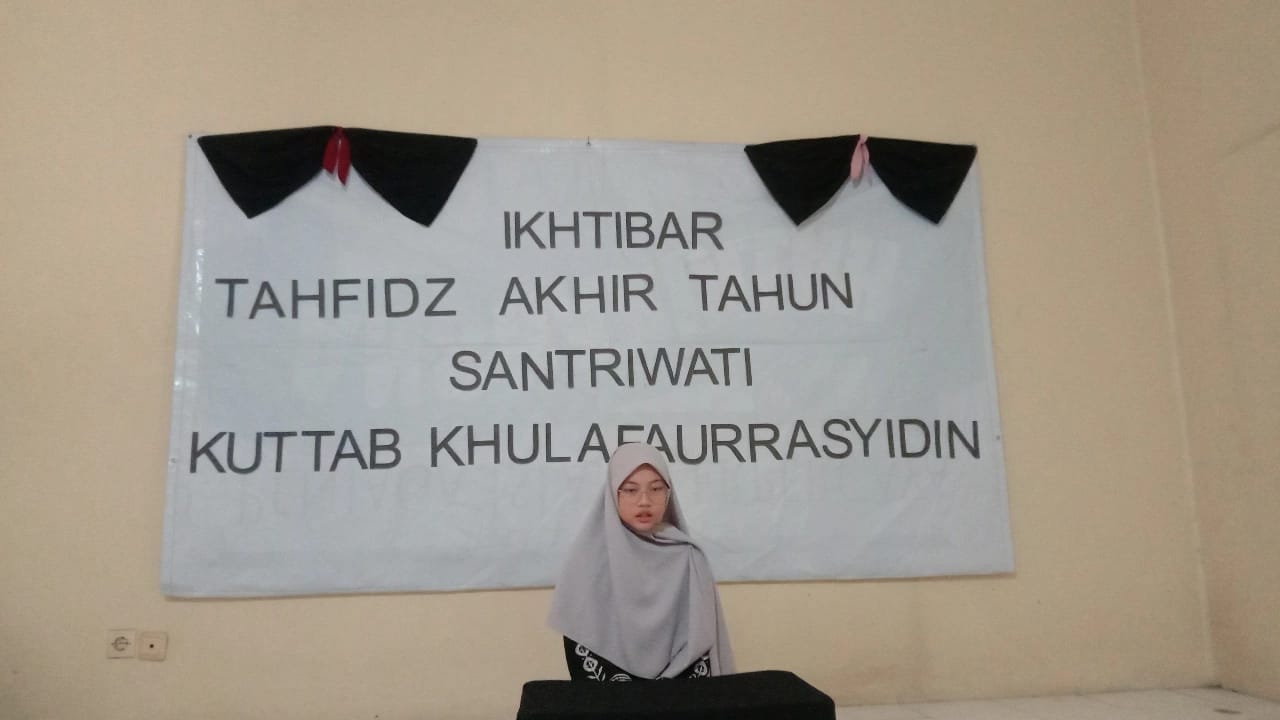 IKHTIBAR
TAHFIDZ AKHIR TAHUN
SANTRIWATI
KUTTAB KHULAFAURRASYIDIN